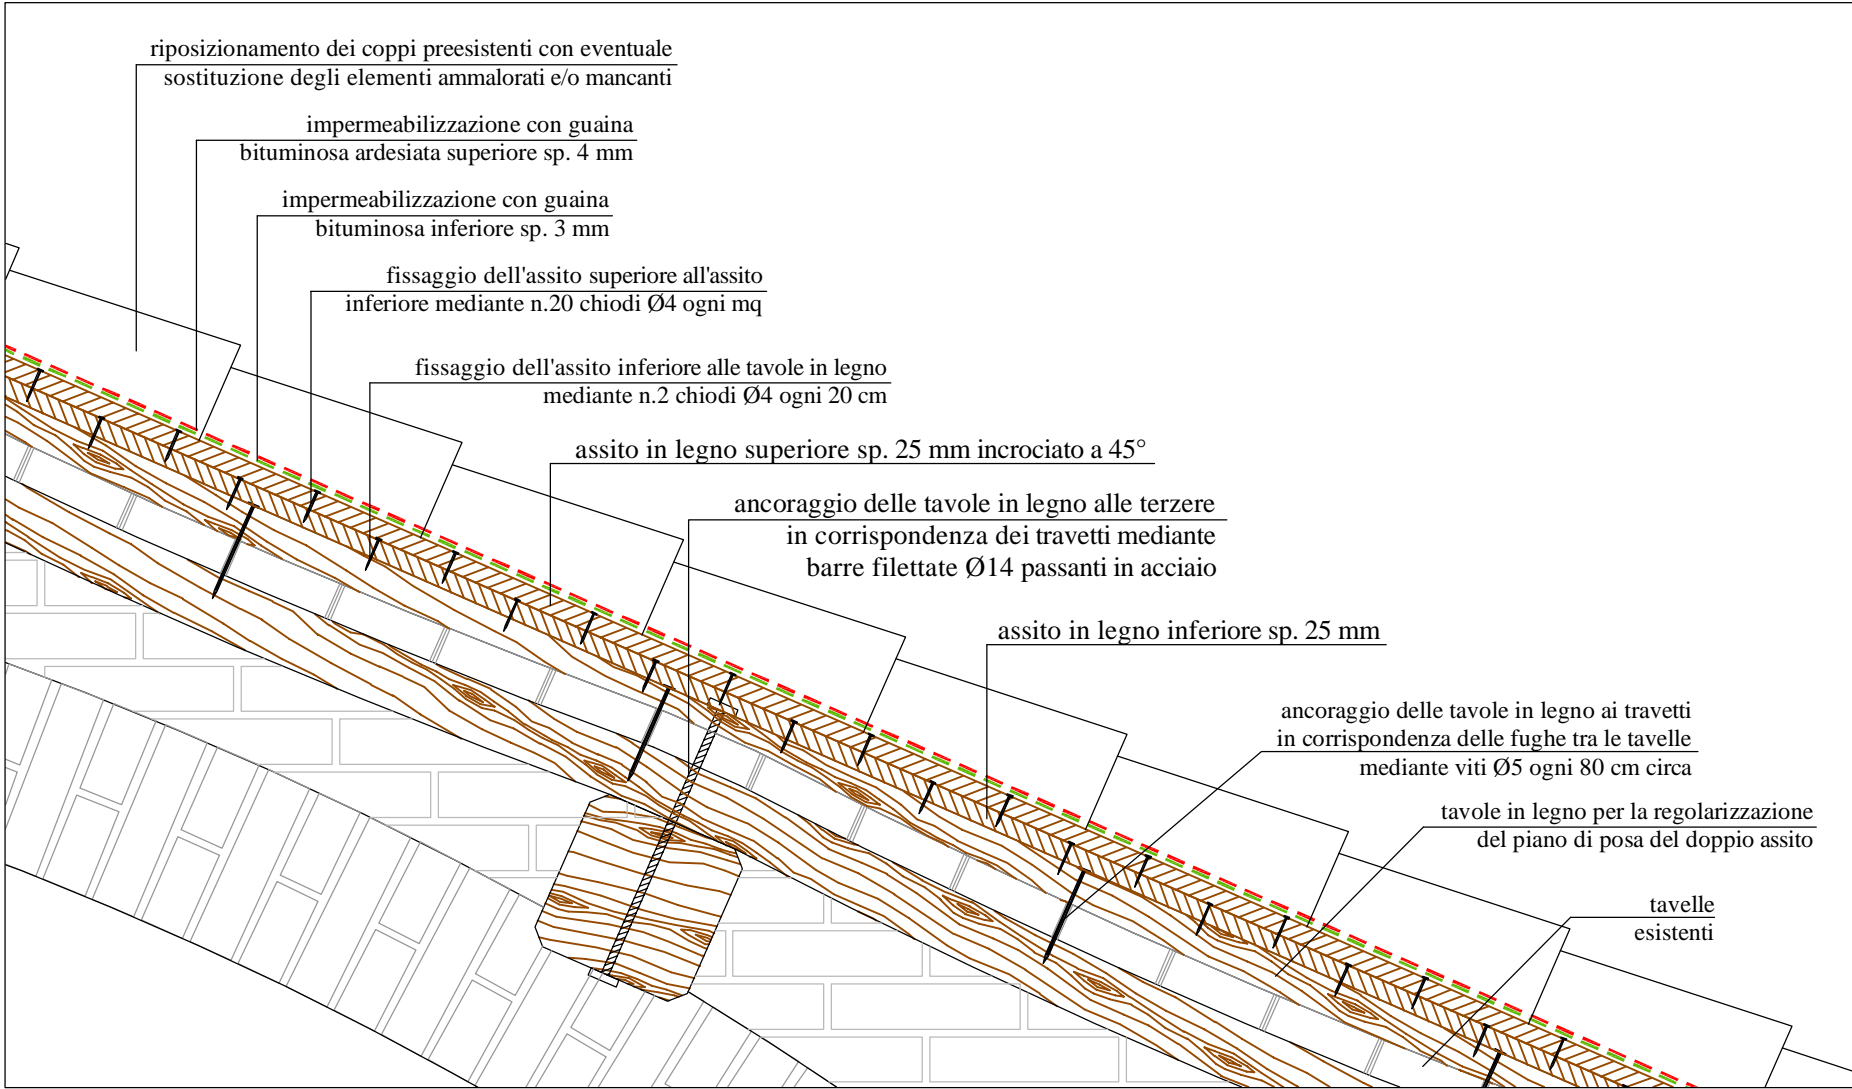 riposizionamento dei coppi preesistenti con eventuale
sostituzione degli elementi ammalorati e/o mancanti
impermeabilizzazione con guaina
bituminosa ardesiata superiore sp. 4 mm
impermeabilizzazione con guaina
bituminosa inferiore sp. 3 mm
fissaggio dell'assito superiore all'assito
inferiore mediante n.20 chiodi Ø4 ogni mq
fissaggio dell'assito inferiore alle tavole in legno
mediante n.2 chiodi Ø4 ogni 20 cm
assito in legno superiore sp. 25 mm incrociato a 45°
ancoraggio delle tavole in legno alle terzere
in corrispondenza dei travetti mediante
barre filettate Ø14 passanti in acciaio
assito in legno inferiore sp. 25 mm
ancoraggio delle tavole in legno ai travetti
in corrispondenza delle fughe tra le tavelle
mediante viti Ø5 ogni 80 cm circa
tavole in legno per la regolarizzazione
del piano di posa del doppio assito
tavelle
esistenti